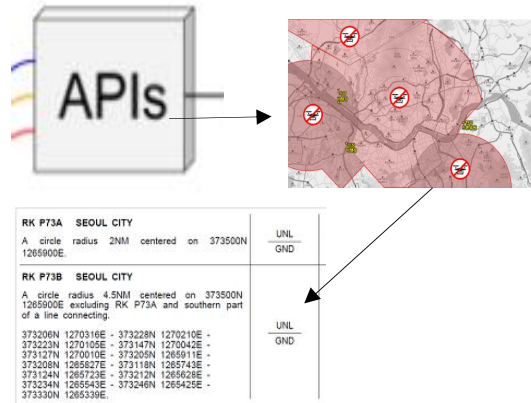 APIs
RK P73A SEOUL CITY
A circle radius 2NM centered on 373500N
1265900E.
UNL
GND
RK P73B SEOUL CITY
A circle radius 4.5NM centered on 373500N
1265900E excluding RK P73A and southern part
of a line connecting.
373206N 1270316E - 373228N 1270210E -
373223N 1270105E - 373147N 1270042E -
373127N 1270010E - 373205N 1265911E -
373208N 1265827E - 373118N 1265743E -
373124N 1265723E - 373212N 1265628E -
373234N 1265543E - 373246N 1265425E -
373330N 1265339E.
UNL
GND